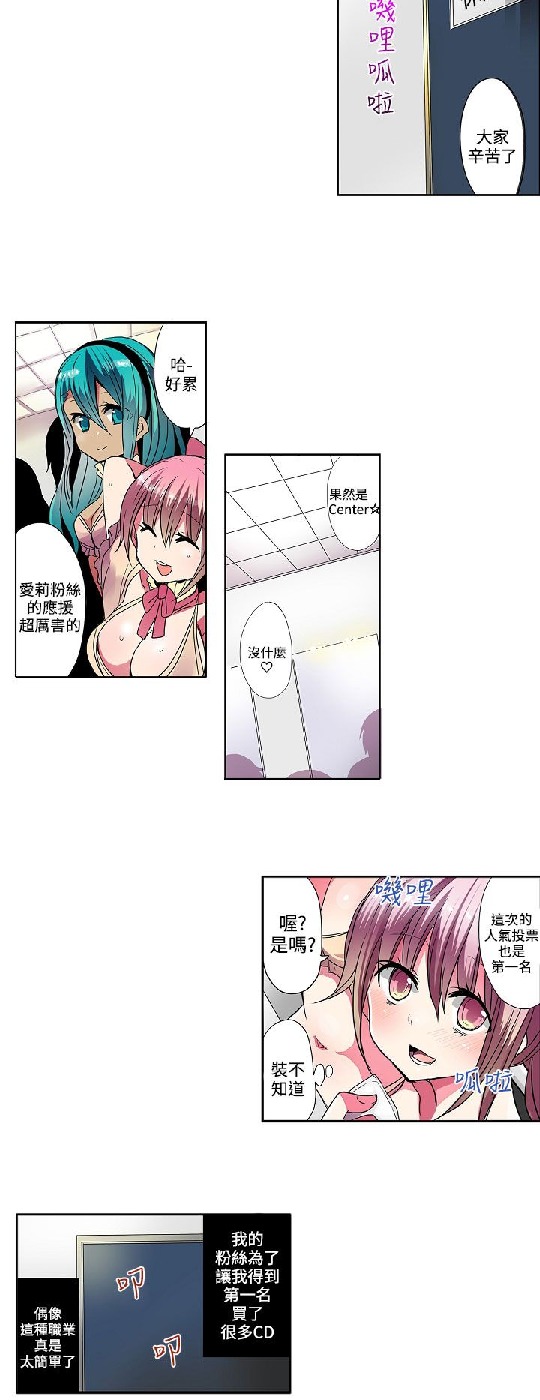 嘰哩呱啦
大家
辛苦了
哈-
好累
愛莉粉絲
的應援
超厲害的
果然是
Center☆
沒什麼
♡
嘰哩
這次的
人氣投票
也是
第一名
喔?
是嗎?
呱啦
裝不
知道
我的
粉絲為了
讓我得到
第一名
買了
很多CD
叩
叩
偶像
這種職業
真是
太簡單了